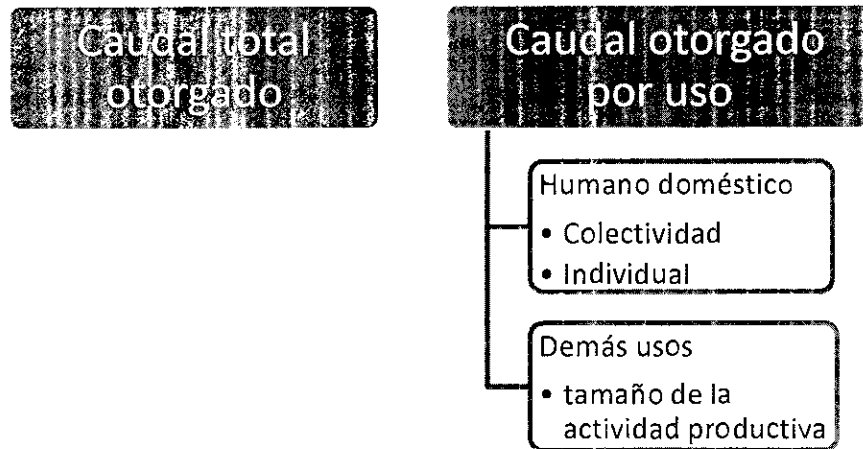 Caudal total
otorgado
Caudal otorgado
por uso
Humano doméstico
• Colectividad
• Individual
Demás usos
• tamaño de la
actividad productiva